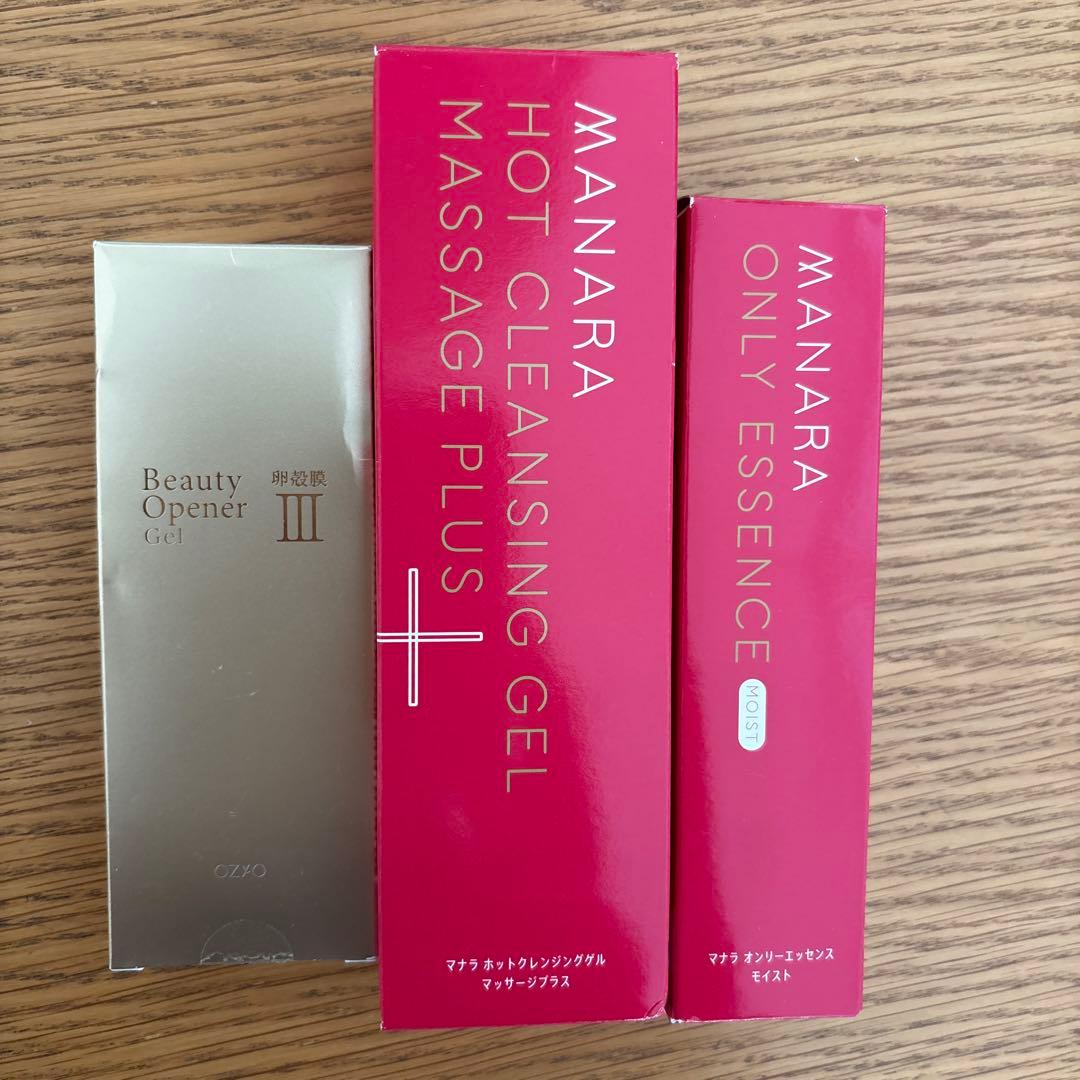 Beauty
Opener
Gel
卵殻膜
III
OZIO
MANARA
HOT CLEANSING GEL
MASSAGE PLUS
マナラ ホットクレンジングゲル
マッサージプラス
MANARA
ONLY ESSENCE
MOIST
マナラ オンリーエッセンス
モイスト